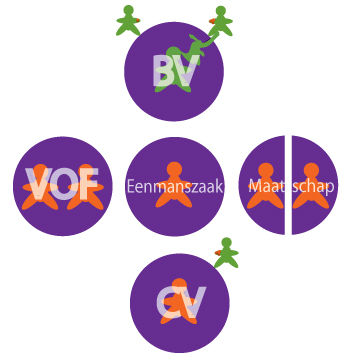 BV
VOF
Eenmanszaak
Maatschap
CV